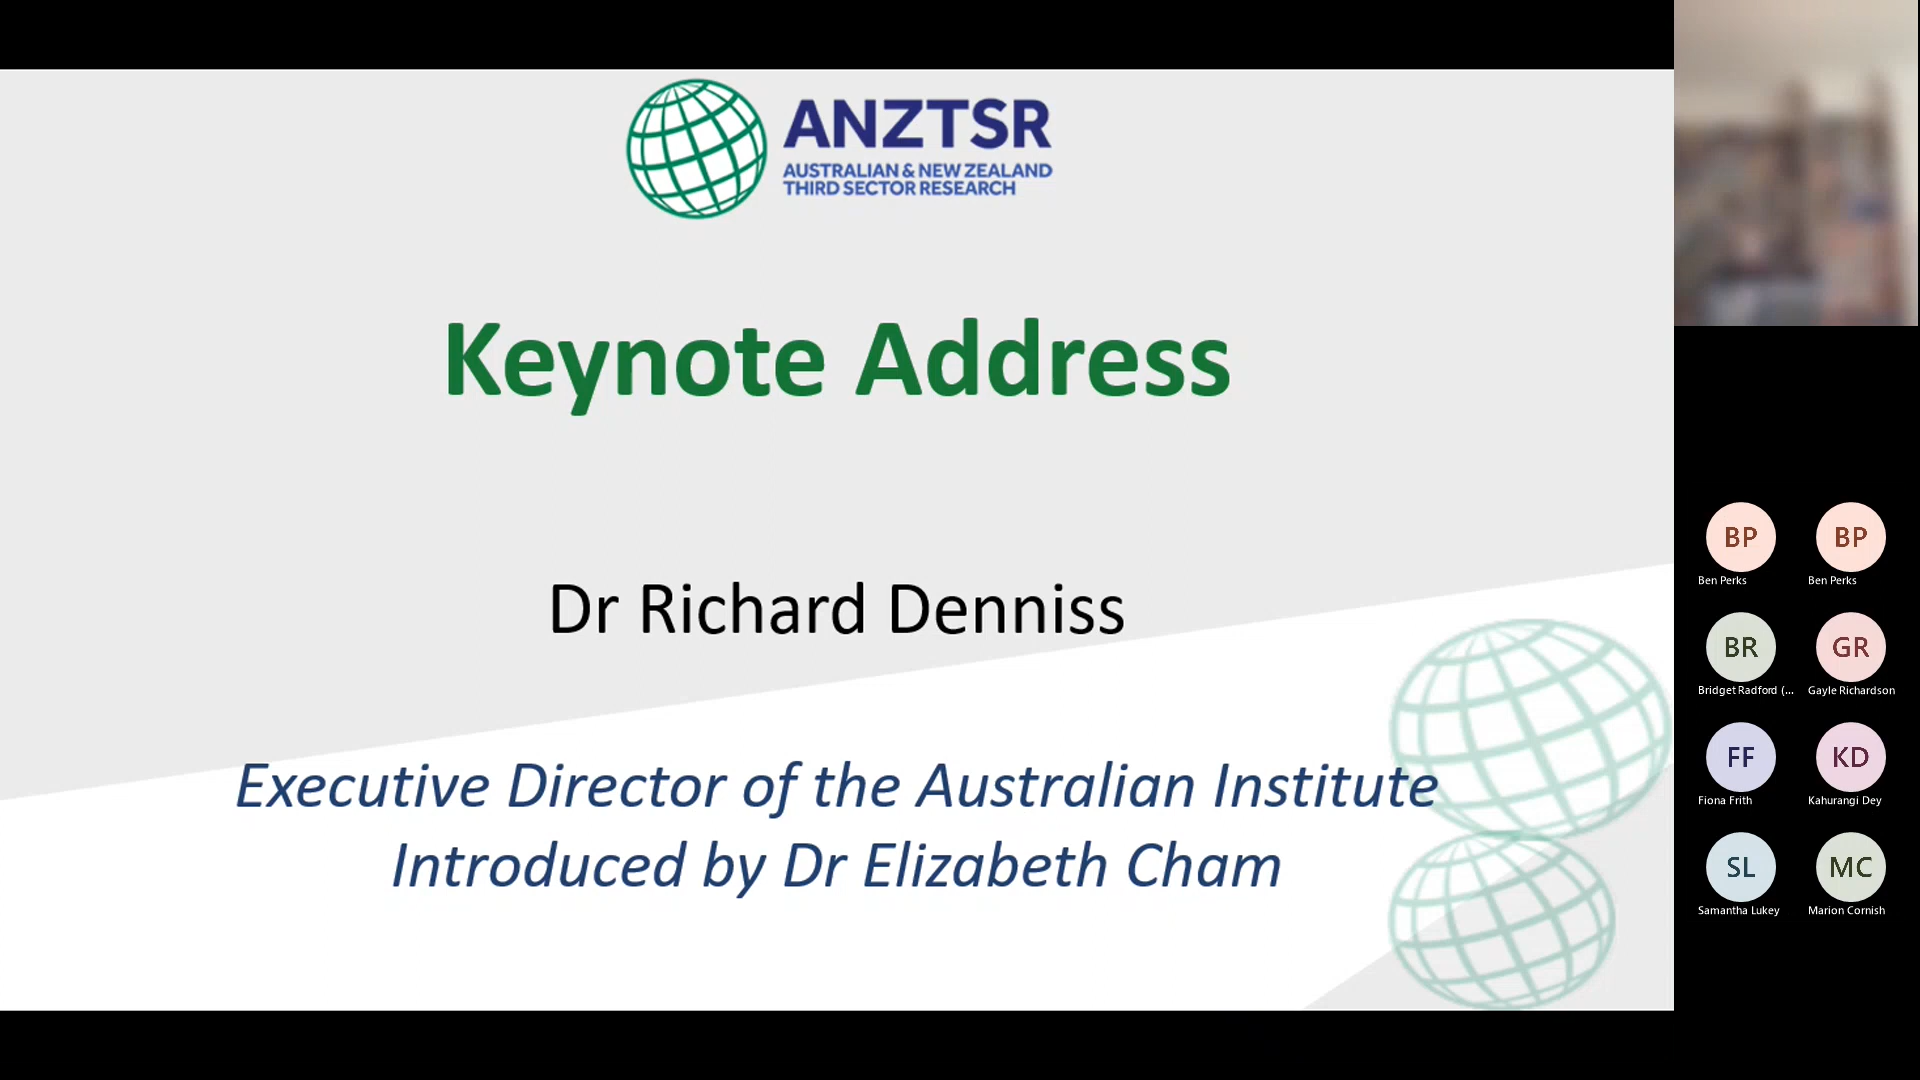 ANZTSR
AUSTRALIAN & NEW ZEALAND
THIRD SECTOR RESEARCH
Keynote Address
Dr Richard Denniss
Executive Director of the Australian Institute
Introduced by Dr Elizabeth Cham
BP BP
Ben Perks Ben Perks
BR GR
Bridget Radford (... Gayle Richardson
FF KD
Fiona Frith Kahurangi Dey
SL MC
Samantha Lukey Marion Cornish